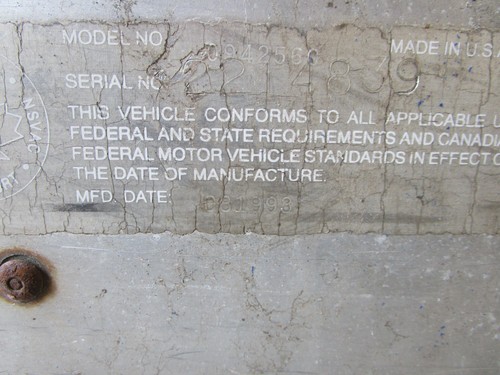 MODEL NO.
MADE IN U.S.A
SERIAL NO 2214839
THIS VEHICLE CONFORMS TO ALL APPLICABLE U
FEDERAL AND STATE REQUIREMENTS AND CANADIA
FEDERAL MOTOR VEHICLE STANDARDS IN EFFECT O
THE DATE OF MANUFACTURE.
MFD. DATE:
NSVAC